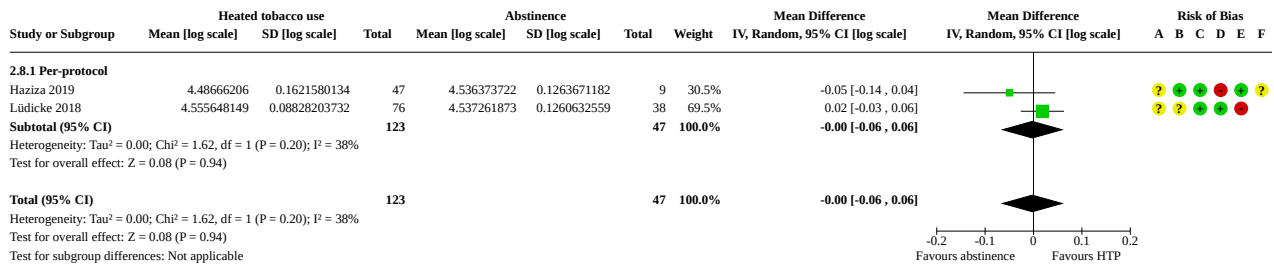 Heated tobacco use Abstinence Mean Difference Mean Difference Risk of Bias
Study or Subgroup Mean [log scale] SD [log scale] Total Mean [log scale] SD [log scale] Total Weight IV, Random, 95% CI [log scale] IV, Random, 95% CI [log scale] A B C D E F
2.8.1 Per-protocol
Haziza 2019 4.48666206 0.1621580134 47 4.536373722 0.1263671182 9 30.5% -0.05 [-0.14 , 0.04] ? + + - + ?
Lüdicke 2018 4.555648149 0.08828203732 76 4.537261873 0.1260632559 38 69.5% 0.02 [-0.03 , 0.06] ? ? + + -
Subtotal (95% CI) 123 47 100.0% -0.00 [-0.06 , 0.06]
Heterogeneity: Tau² = 0.00; Chi² = 1.62, df = 1 (P = 0.20); I² = 38%
Test for overall effect: Z = 0.08 (P = 0.94)
Total (95% CI) 123 47 100.0% -0.00 [-0.06 , 0.06]
Heterogeneity: Tau² = 0.00; Chi² = 1.62, df = 1 (P = 0.20); I² = 38%
Test for overall effect: Z = 0.08 (P = 0.94)
Test for subgroup differences: Not applicable
-0.2 -0.1 0 0.1 0.2
Favours abstinence Favours HTP